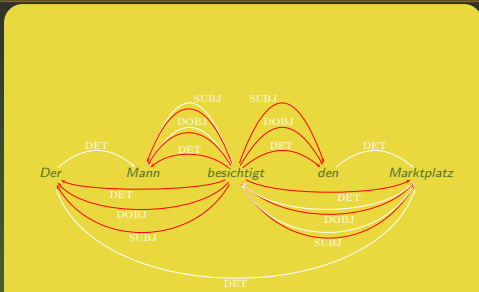 SUBJ SUBJ
DOBJ DOBJ
DET DET DET DET
Der Mann besichtigt den Marktplatz
DET DET
DOBJ DOBJ
SUBJ SUBJ
DET